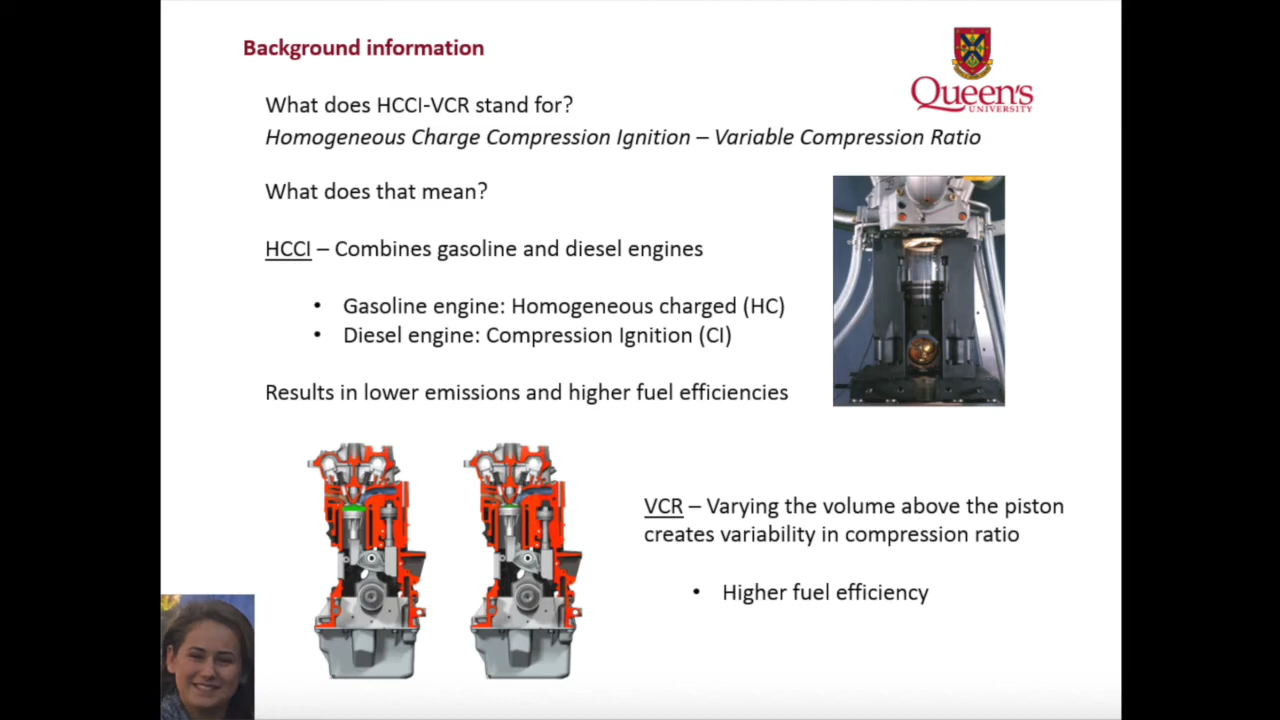 Background information
Queen's
UNIVERSITY
What does HCCI-VCR stand for?
Homogeneous Charge Compression Ignition – Variable Compression Ratio
What does that mean?
HCCI – Combines gasoline and diesel engines
• Gasoline engine: Homogeneous charged (HC)
• Diesel engine: Compression Ignition (CI)
Results in lower emissions and higher fuel efficiencies
VCR – Varying the volume above the piston
creates variability in compression ratio
• Higher fuel efficiency